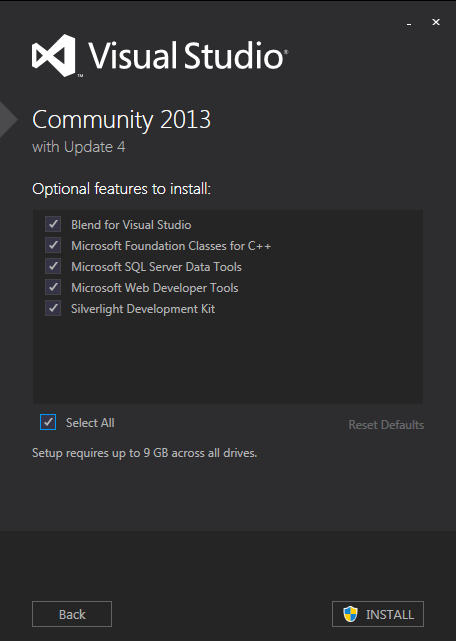 Visual Studio®
™
Community 2013
with Update 4
Optional features to install:
Blend for Visual Studio
Microsoft Foundation Classes for C++
Microsoft SQL Server Data Tools
Microsoft Web Developer Tools
Silverlight Development Kit
Select All
Reset Defaults
Setup requires up to 9 GB across all drives.
Back
INSTALL